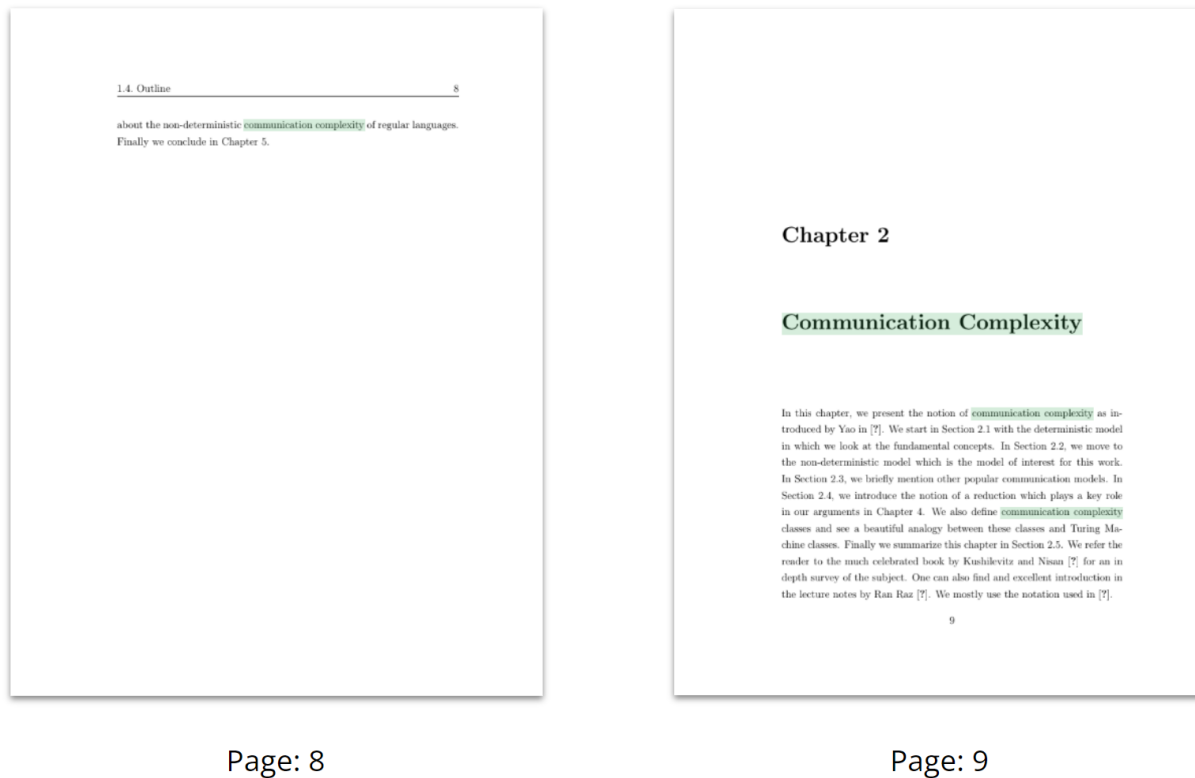 1.4. Outline 8
about the non-deterministic communication complexity of regular languages.
Finally we conclude in Chapter 5.
Page: 8
Chapter 2
Communication Complexity
In this chapter, we present the notion of communication complexity as in-
troduced by Yao in [?]. We start in Section 2.1 with the deterministic model
in which we look at the fundamental concepts. In Section 2.2, we move to
the non-deterministic model which is the model of interest for this work.
In Section 2.3, we briefly mention other popular communication models. In
Section 2.4, we introduce the notion of a reduction which plays a key role
in our arguments in Chapter 4. We also define communication complexity
classes and see a beautiful analogy between these classes and Turing Ma-
chine classes. Finally we summarize this chapter in Section 2.5. We refer the
reader to the much celebrated book by Kushilevitz and Nisan [?] for an in
depth survey of the subject. One can also find and excellent introduction in
the lecture notes by Ran Raz [?]. We mostly use the notation used in [?].
9
Page: 9